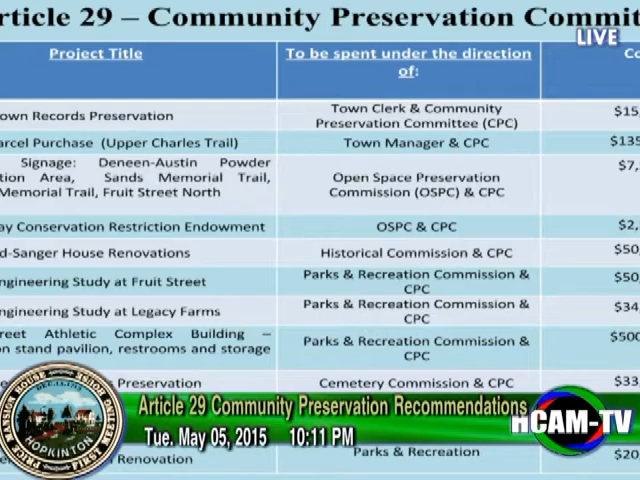 rticle 29 – Community Preservation Committ
LIVE
Project Title
To be spent under the direction
of:
Co
own Records Preservation
Town Clerk & Community
Preservation Committee (CPC)
$15,
arcel Purchase (Upper Charles Trail)
Town Manager & CPC
$135
Signage: Deneen-Austin Powder
tion Area, Sands Memorial Trail,
Memorial Trail, Fruit Street North
Open Space Preservation
Commission (OSPC) & CPC
$7,
ay Conservation Restriction Endowment
OSPC & CPC
$2,
d-Sanger House Renovations
Historical Commission & CPC
$50,
ngineering Study at Fruit Street
Parks & Recreation Commission &
CPC
$50,
ngineering Study at Legacy Farms
Parks & Recreation Commission &
CPC
$34,
reet Athletic Complex Building –
on stand pavilion, restrooms and storage
Parks & Recreation Commission &
CPC
$500
Preservation
Cemetery Commission & CPC
$33,
Article 29 Community Preservation Recommendations
Tue. May 05, 2015 10:11 PM
HCAM-TV
HOPKINTON
Renovation
Parks & Recreation
$20,